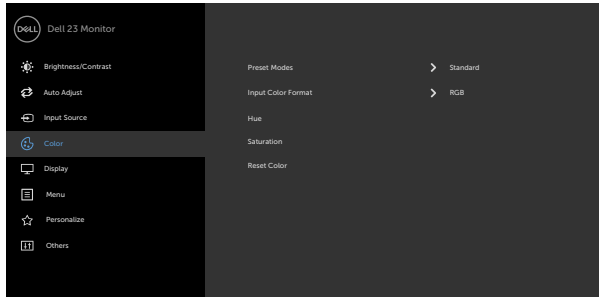 DELL Dell 23 Monitor
Brightness/Contrast
Auto Adjust
Input Source
Color
Display
Menu
Personalize
Others
Preset Modes Standard
Input Color Format RGB
Hue
Saturation
Reset Color